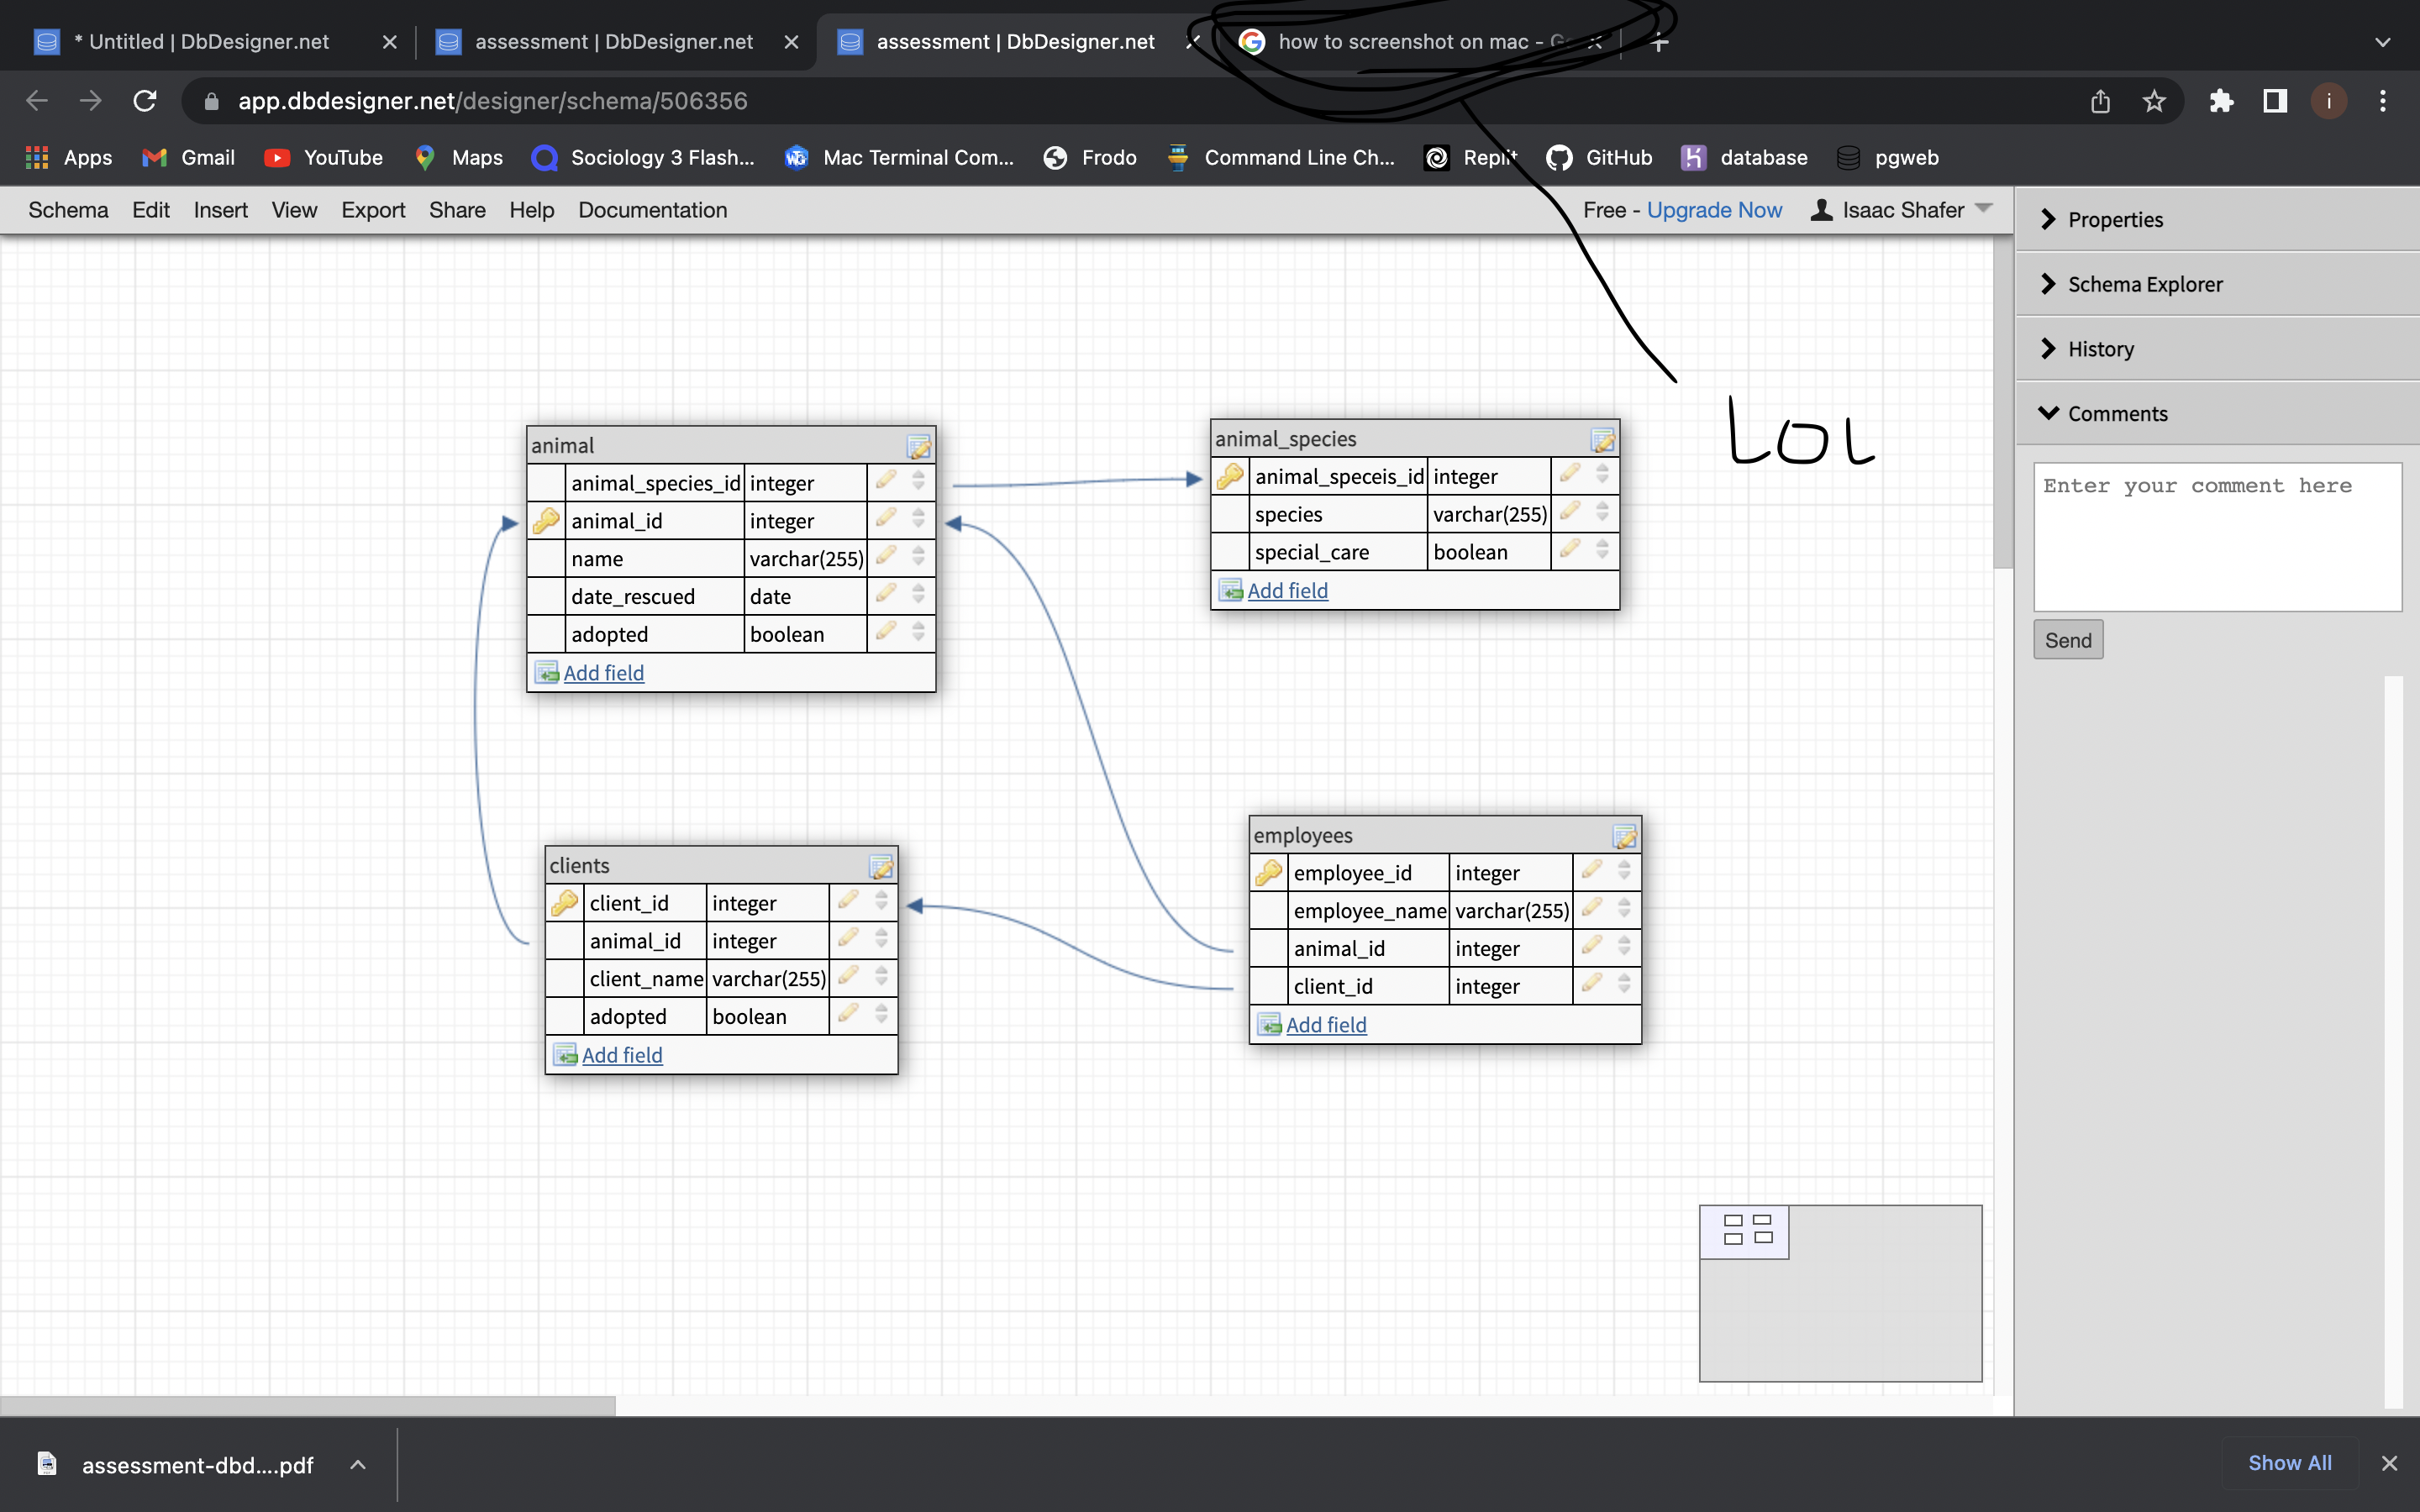 * Untitled | DbDesigner.net
assessment | DbDesigner.net
assessment | DbDesigner.net
how to screenshot on mac - Go
app.dbdesigner.net/designer/schema/506356
i
Apps Gmail YouTube Maps Sociology 3 Flash... Mac Terminal Com... Frodo Command Line Ch... Replit GitHub database pgweb
Schema Edit Insert View Export Share Help Documentation
Free - Upgrade Now Isaac Shafer
Properties
Schema Explorer
History
Comments
Enter your comment here
Send
LOL
animal
animal_species_id integer
animal_id integer
name varchar(255)
date_rescued date
adopted boolean
Add field
animal_species
animal_speceis_id integer
species varchar(255)
special_care boolean
Add field
clients
client_id integer
animal_id integer
client_name varchar(255)
adopted boolean
Add field
employees
employee_id integer
employee_name varchar(255)
animal_id integer
client_id integer
Add field
assessment-dbd....pdf
Show All